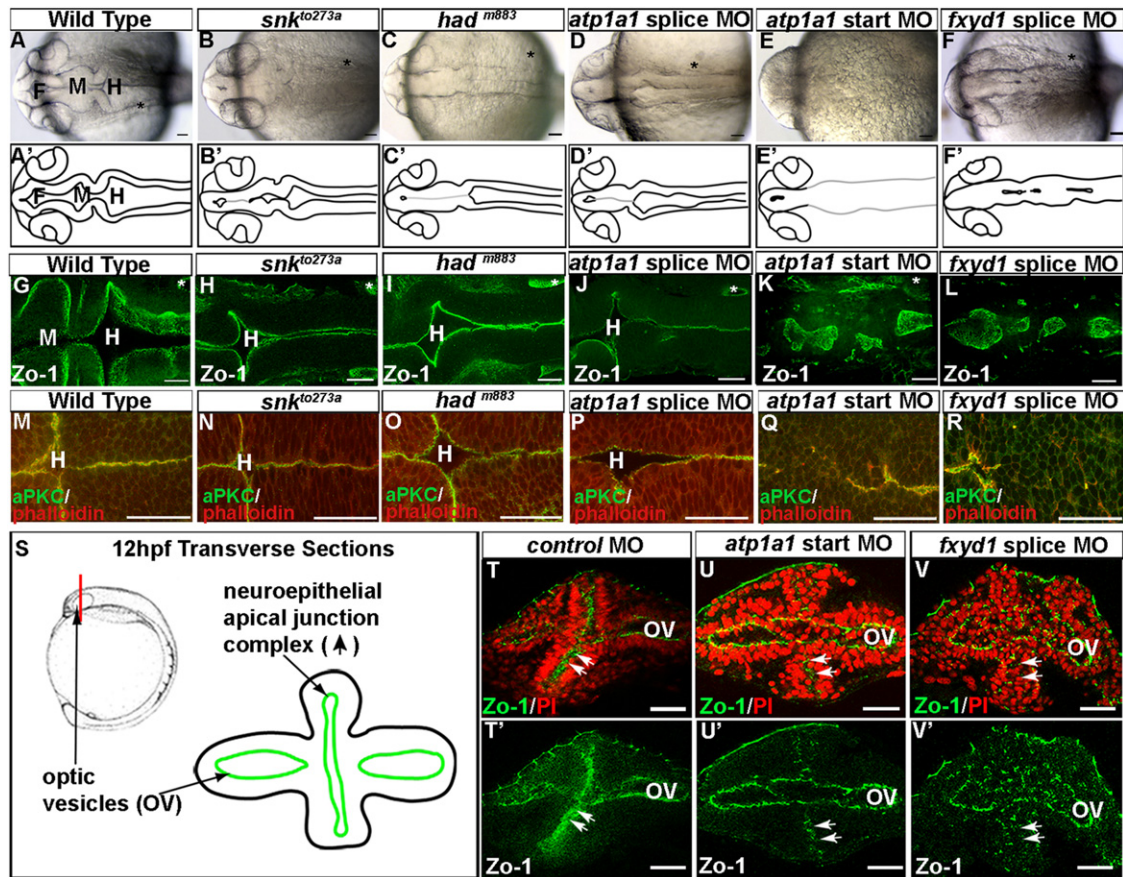 Wild Type snk to273a had m883 atp1a1 splice MO atp1a1 start MO fxyd1 splice MO
A B C D E F
F M H
* * * * *
A' B' C' D' E' F'
F M H
Wild Type snk to273a had m883 atp1a1 splice MO atp1a1 start MO fxyd1 splice MO
G * H * I * J * K * L
M H H H H
Zo-1 Zo-1 Zo-1 Zo-1 Zo-1 Zo-1
Wild Type snk to273a had m883 atp1a1 splice MO atp1a1 start MO fxyd1 splice MO
M N O P Q R
H H H H
aPKC/ aPKC/ aPKC/ aPKC/ aPKC/ aPKC/
phalloidin phalloidin phalloidin phalloidin phalloidin phalloidin
S 12hpf Transverse Sections
neuroepithelial
apical junction
complex ( )
optic
vesicles (OV)
control MO atp1a1 start MO fxyd1 splice MO
T U V
OV OV OV
Zo-1/PI Zo-1/PI Zo-1/PI
T' U' V'
OV OV OV
Zo-1 Zo-1 Zo-1